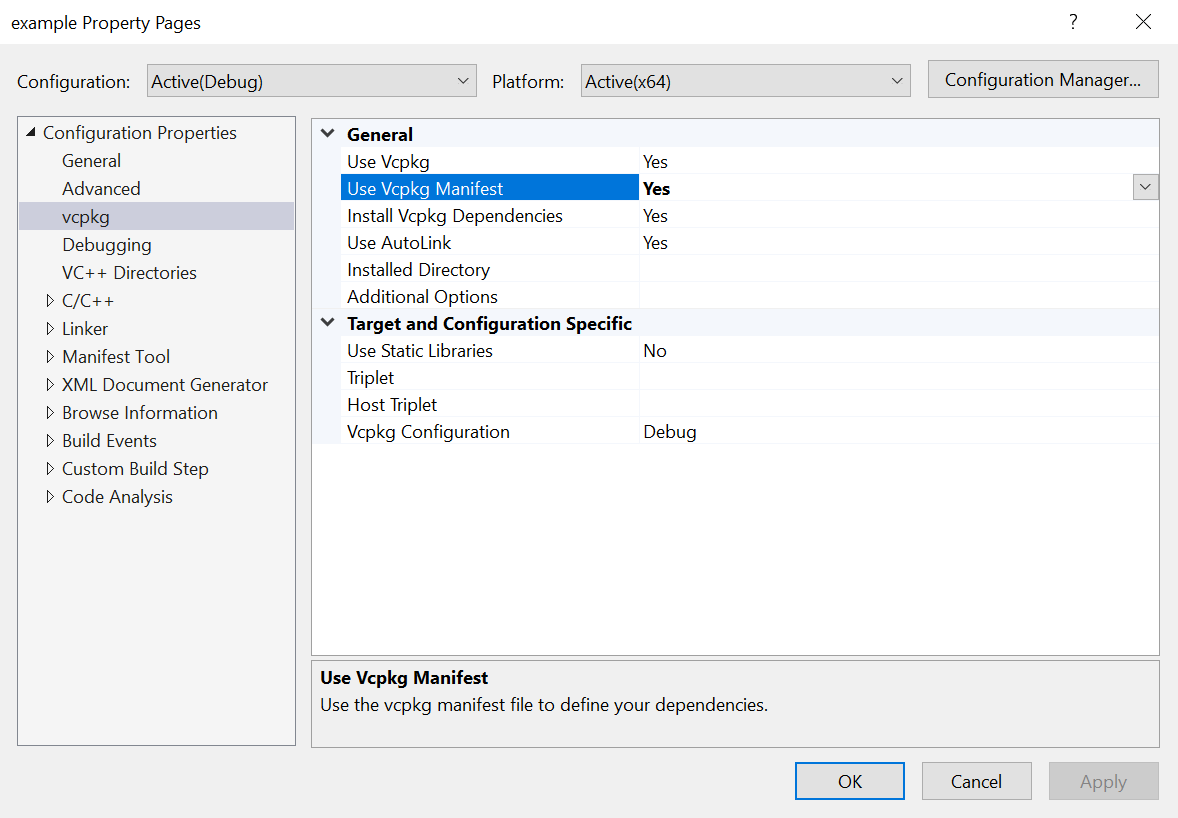 example Property Pages
?
Configuration: Active(Debug) Platform: Active(x64) Configuration Manager...
Configuration Properties
General
Advanced
vcpkg
Debugging
VC++ Directories
C/C++
Linker
Manifest Tool
XML Document Generator
Browse Information
Build Events
Custom Build Step
Code Analysis
General
Use Vcpkg Yes
Use Vcpkg Manifest Yes
Install Vcpkg Dependencies Yes
Use AutoLink Yes
Installed Directory
Additional Options
Target and Configuration Specific
Use Static Libraries No
Triplet
Host Triplet
Vcpkg Configuration Debug
Use Vcpkg Manifest
Use the vcpkg manifest file to define your dependencies.
OK Cancel Apply